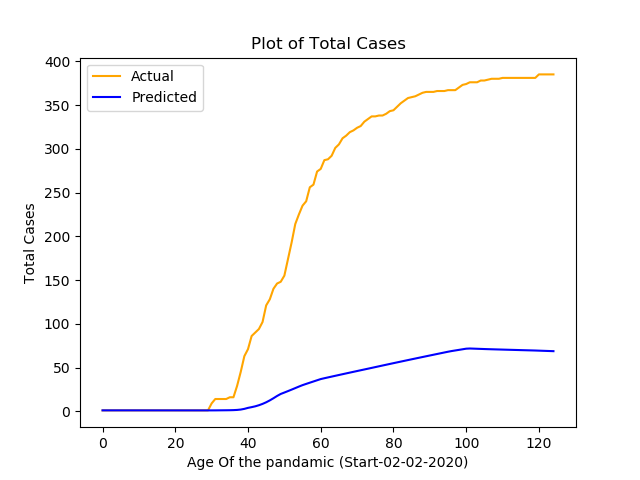 Plot of Total Cases
Actual
Predicted
Total Cases
400
350
300
250
200
150
100
50
0
0 20 40 60 80 100 120
Age Of the pandamic (Start-02-02-2020)